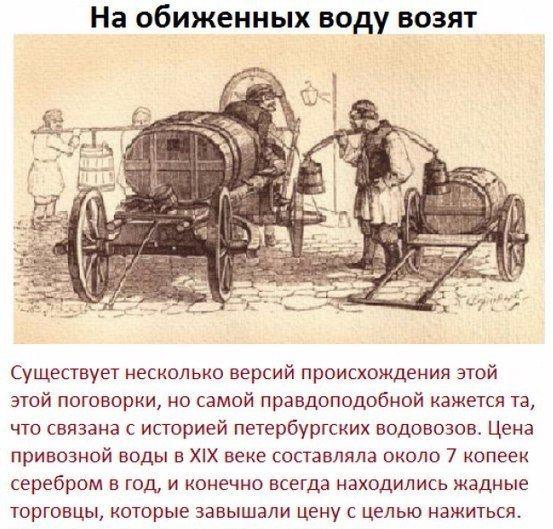 На обиженных воду возят
Существует несколько версий происхождения этой
этой поговорки, но самой правдоподобной кажется та,
что связана с историей петербургских водовозов. Цена
привозной воды в XIX веке составляла около 7 копеек
серебром в год, и конечно всегда находились жадные
торговцы, которые завышали цену с целью нажиться.